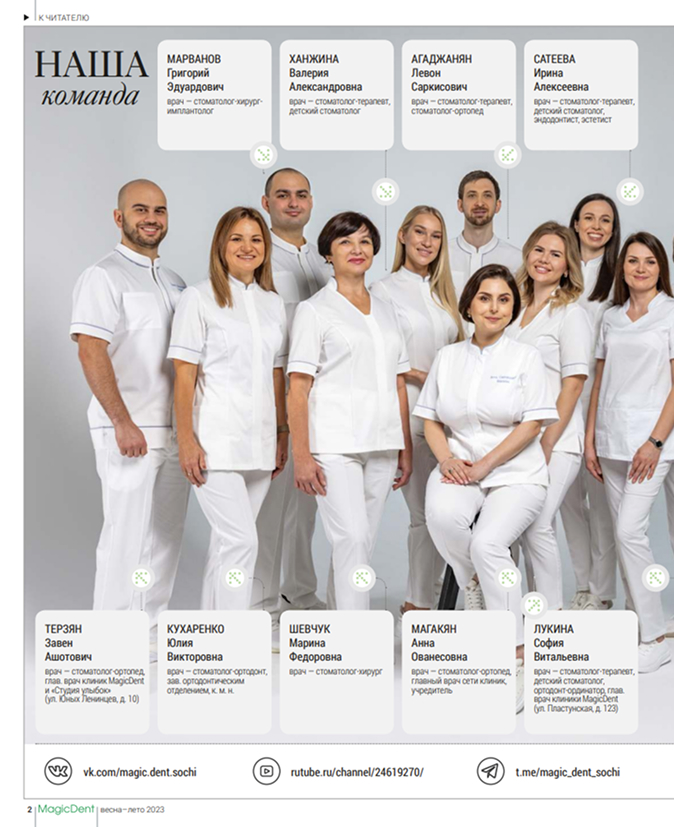 К ЧИТАТЕЛЮ
НАША
команда
МАРВАНОВ
Григорий
Эдуардович
врач — стоматолог-хирург-
имплантолог
ХАНЖИНА
Валерия
Александровна
врач — стоматолог-терапевт,
детский стоматолог
АГАДЖАНЯН
Левон
Саркисович
врач — стоматолог-терапевт,
стоматолог-ортопед
САТЕЕВА
Ирина
Алексеевна
врач — стоматолог-терапевт,
детский стоматолог,
эндодонтист, эстетист
ТЕРЗЯН
Завен
Ашотович
врач — стоматолог-ортопед,
глав. врач клиник MagicDent
и «Студия улыбок»
(ул. Юных Ленинцев, д. 10)
КУХАРЕНКО
Юлия
Викторовна
врач — стоматолог-ортодонт,
зав. ортодонтическим
отделением, к. м. н.
ШЕВЧУК
Марина
Федоровна
врач — стоматолог-хирург
МАГАКЯН
Анна
Ованесовна
врач — стоматолог-ортопед,
главный врач сети клиник,
учредитель
ЛУКИНА
София
Витальевна
врач — стоматолог-терапевт,
детский стоматолог,
ортодонт-ординатор, глав.
врач клиники MagicDent
(ул. Пластунская, д. 123)
vk.com/magic.dent.sochi
rutube.ru/channel/24619270/
t.me/magic_dent_sochi
2 MagicDent весна–лето 2023